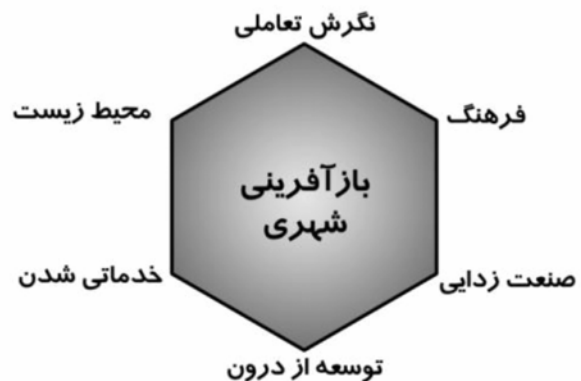 نگرش تعاملی
فرهنگ
محیط زیست
بازآفرینی
شهری
صنعت زدایی
خدماتی شدن
توسعه از درون